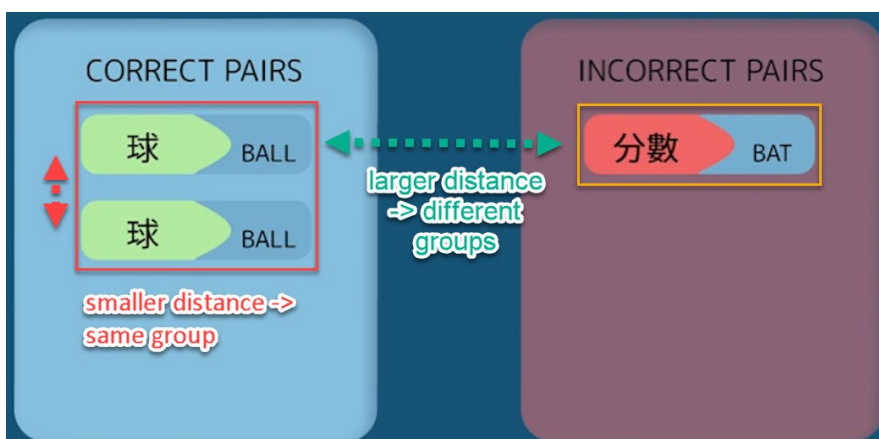 CORRECT PAIRS
球 BALL
球 BALL
smaller distance ->
same group
larger distance
-> different
groups
INCORRECT PAIRS
分數 BAT